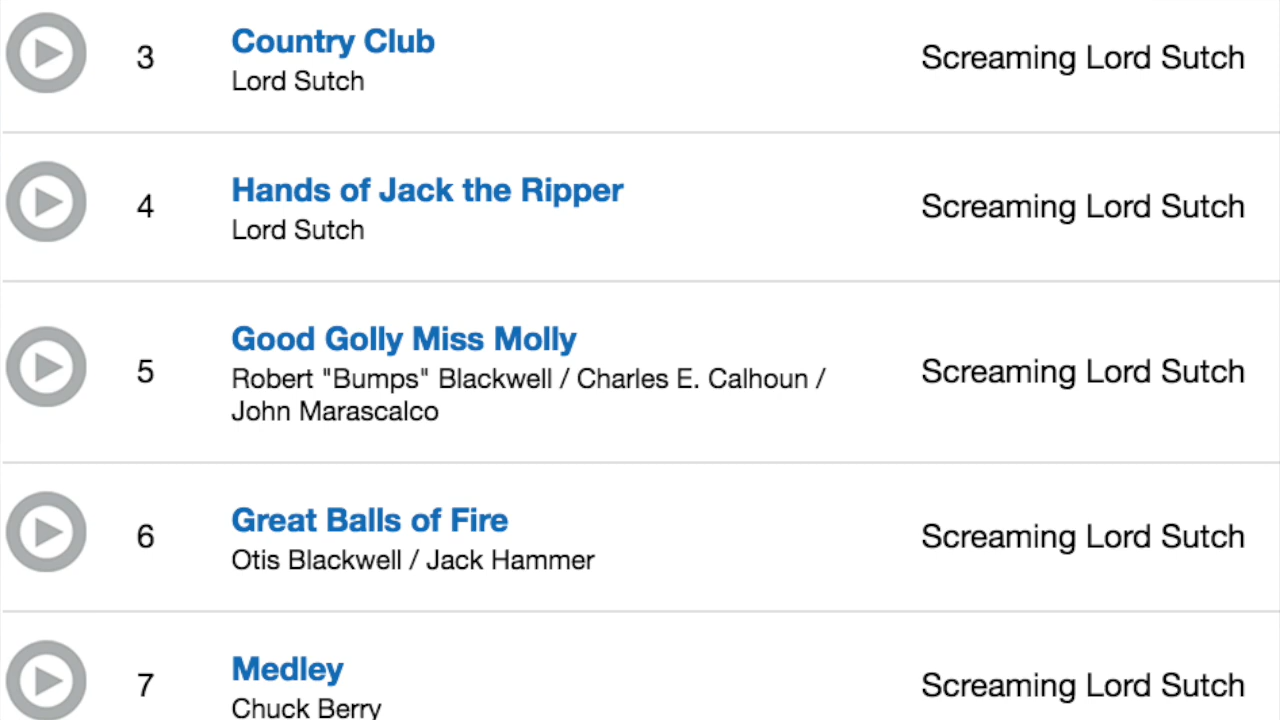 3
Country Club
Lord Sutch
Screaming Lord Sutch
4
Hands of Jack the Ripper
Lord Sutch
Screaming Lord Sutch
5
Good Golly Miss Molly
Robert "Bumps" Blackwell / Charles E. Calhoun /
John Marascalco
Screaming Lord Sutch
6
Great Balls of Fire
Otis Blackwell / Jack Hammer
Screaming Lord Sutch
7
Medley
Chuck Berry
Screaming Lord Sutch